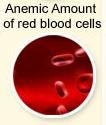 Anemic Amount
of red blood cells